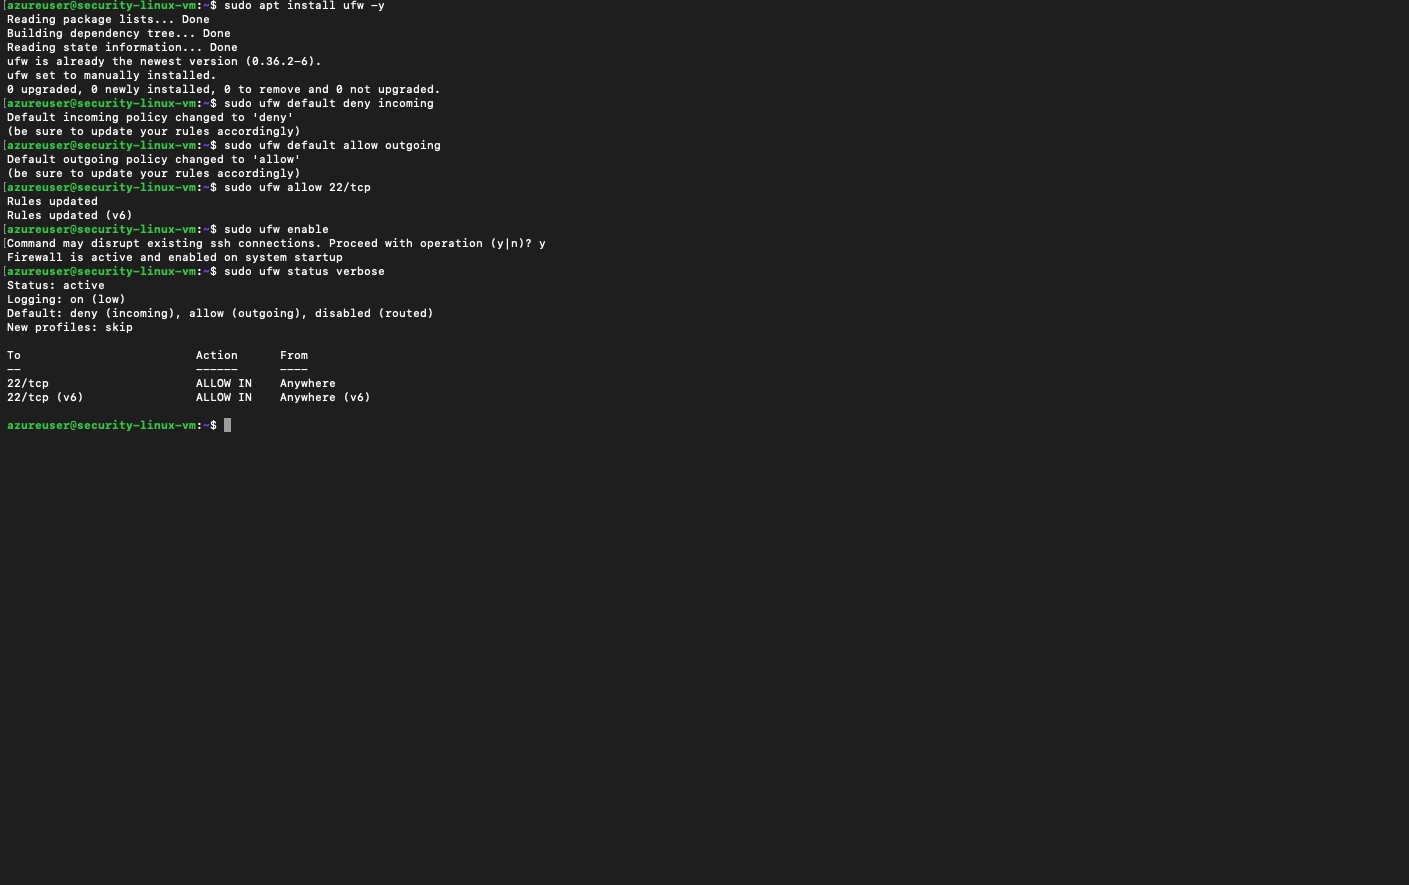 [azureuser@security-linux-vm:~$ sudo apt install ufw -y
Reading package lists... Done
Building dependency tree... Done
Reading state information... Done
ufw is already the newest version (0.36.2-6).
ufw set to manually installed.
0 upgraded, 0 newly installed, 0 to remove and 0 not upgraded.
[azureuser@security-linux-vm:~$ sudo ufw default deny incoming
Default incoming policy changed to 'deny'
(be sure to update your rules accordingly)
[azureuser@security-linux-vm:~$ sudo ufw default allow outgoing
Default outgoing policy changed to 'allow'
(be sure to update your rules accordingly)
[azureuser@security-linux-vm:~$ sudo ufw allow 22/tcp
Rules updated
Rules updated (v6)
[azureuser@security-linux-vm:~$ sudo ufw enable
[Command may disrupt existing ssh connections. Proceed with operation (y|n)? y
Firewall is active and enabled on system startup
[azureuser@security-linux-vm:~$ sudo ufw status verbose
Status: active
Logging: on (low)
Default: deny (incoming), allow (outgoing), disabled (routed)
New profiles: skip
To                         Action      From
--                         ------      ----
22/tcp                     ALLOW IN    Anywhere
22/tcp (v6)                ALLOW IN    Anywhere (v6)
azureuser@security-linux-vm:~$